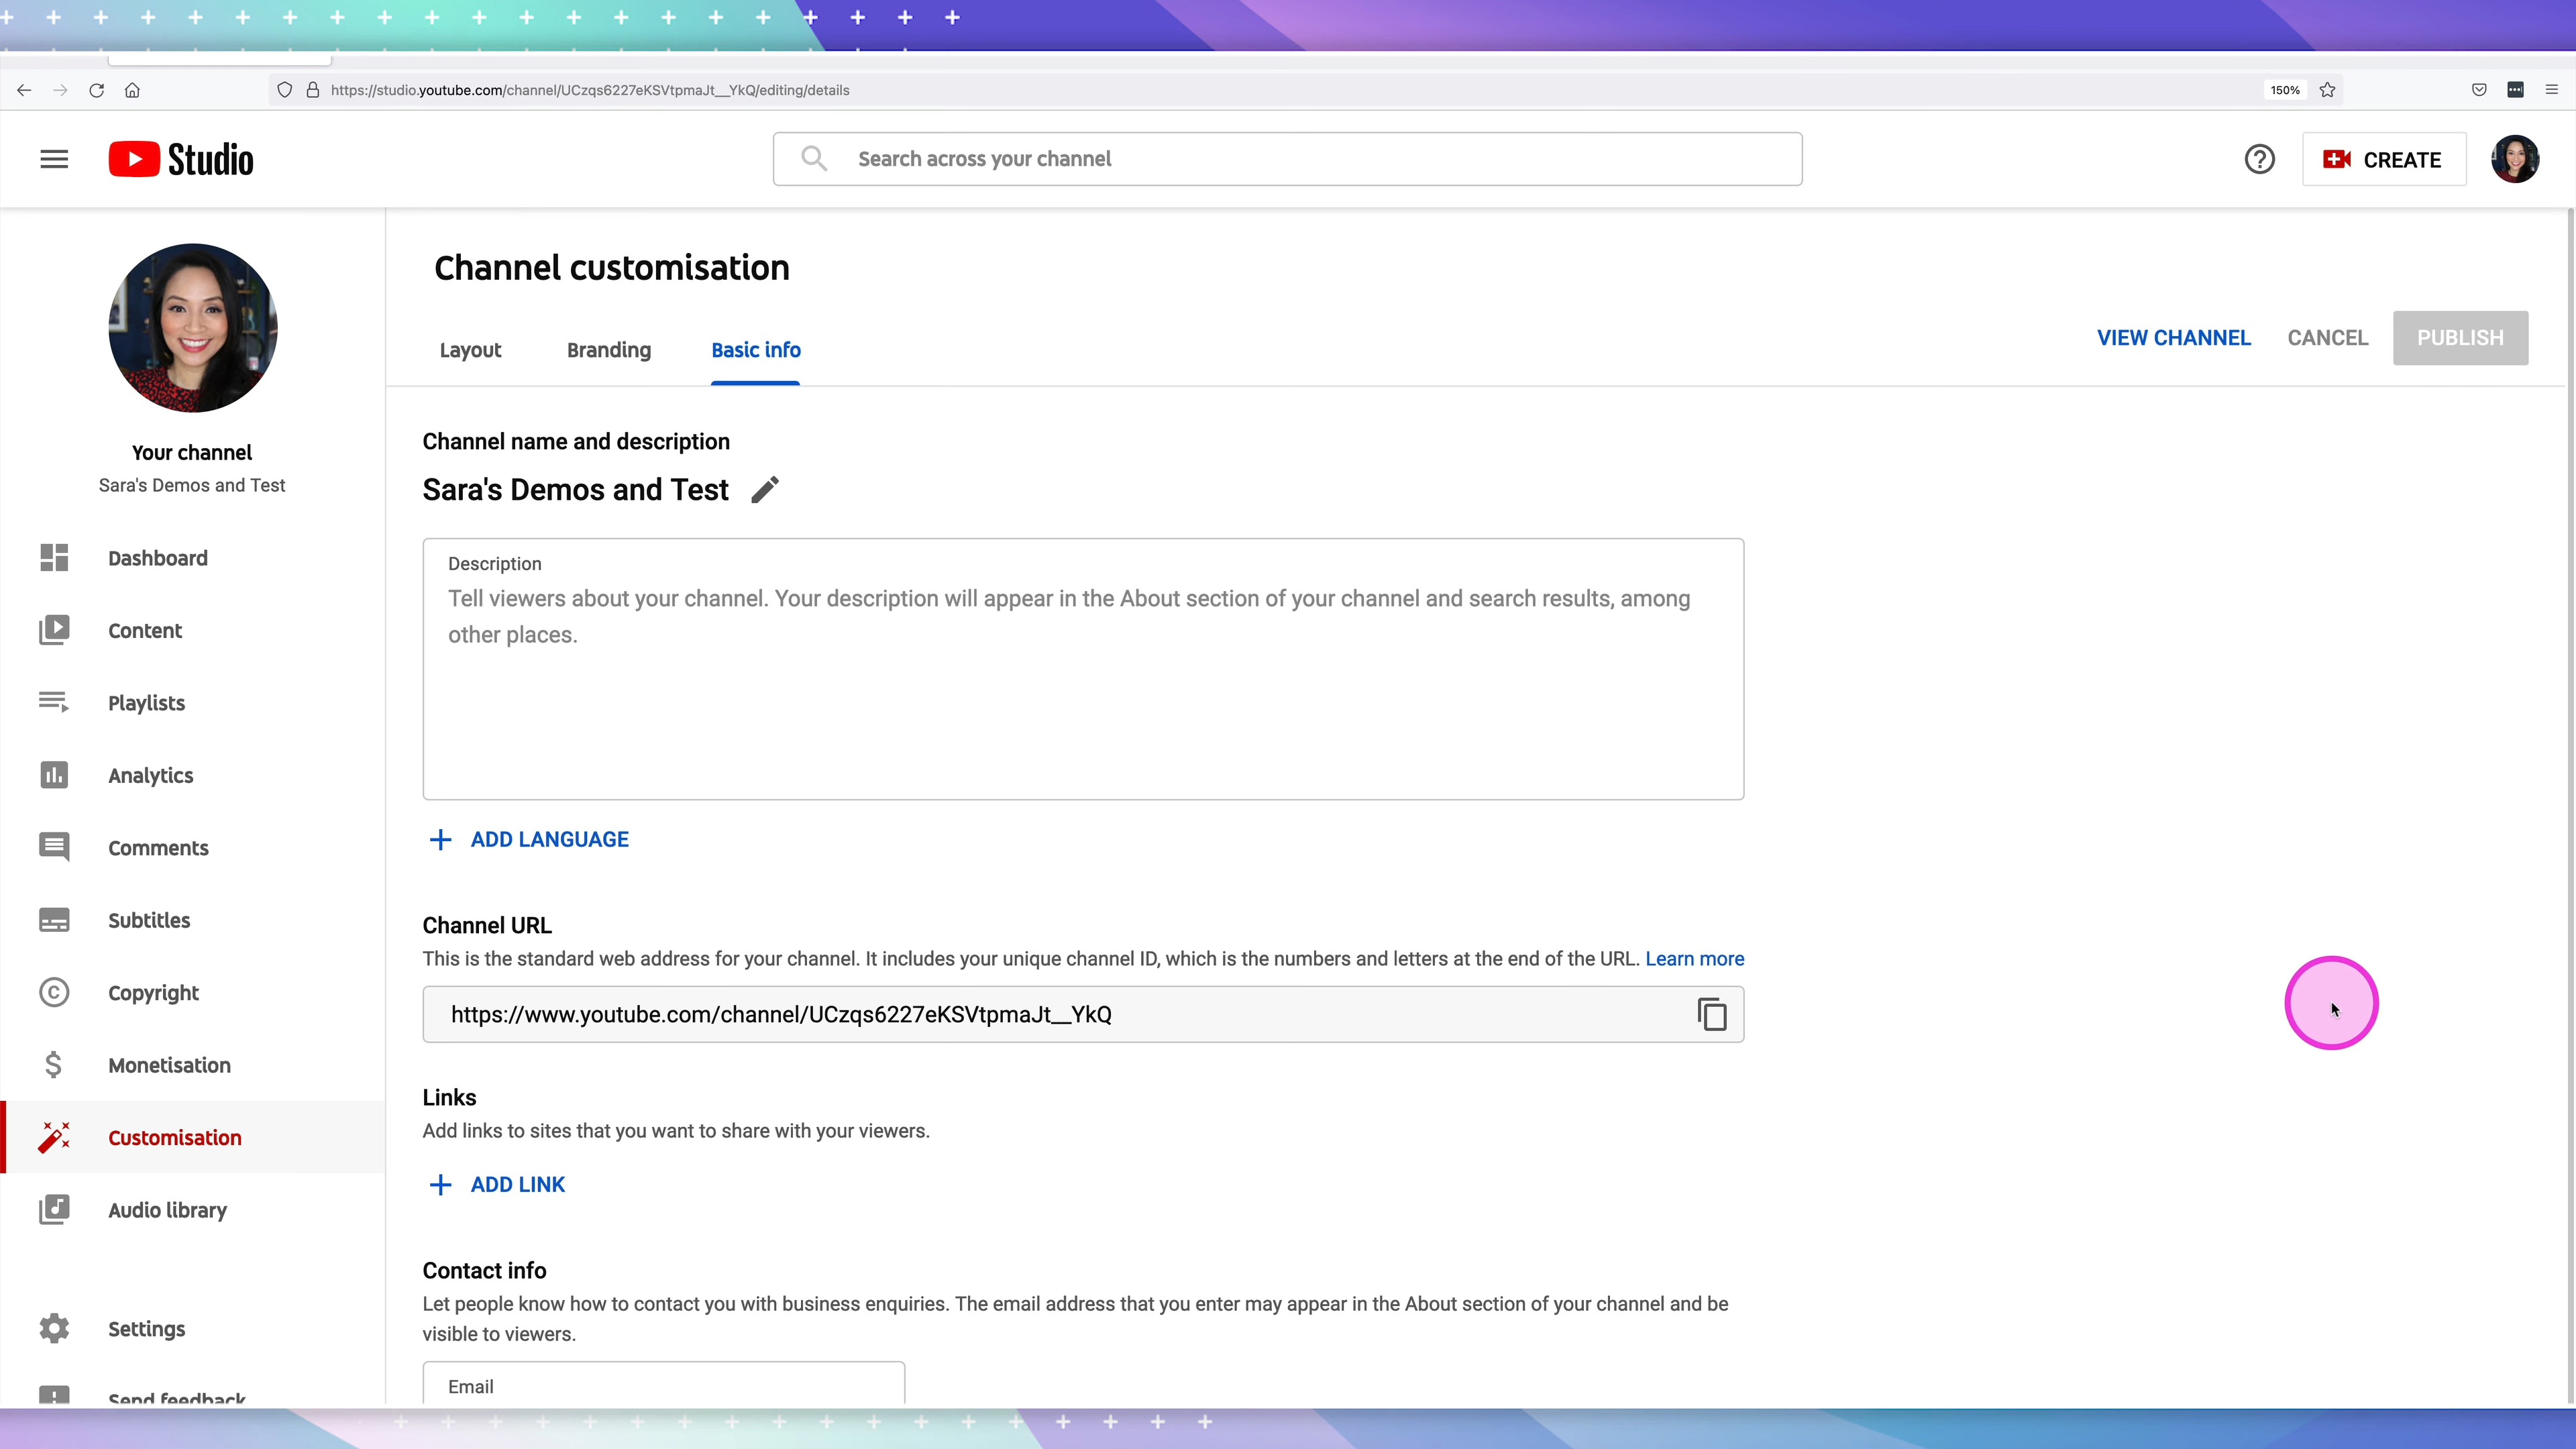 https://studio.youtube.com/channel/UCzqs6227eKSVtpmaJt__YkQ/editing/details
150%
Studio
Search across your channel
CREATE
Channel customisation
Layout
Branding
Basic info
VIEW CHANNEL
CANCEL
PUBLISH
Your channel
Sara's Demos and Test
Dashboard
Content
Playlists
Analytics
Comments
Subtitles
Copyright
Monetisation
Customisation
Audio library
Settings
Send feedback
Channel name and description
Sara's Demos and Test
Description
Tell viewers about your channel. Your description will appear in the About section of your channel and search results, among
other places.
ADD LANGUAGE
Channel URL
This is the standard web address for your channel. It includes your unique channel ID, which is the numbers and letters at the end of the URL. Learn more
https://www.youtube.com/channel/UCzqs6227eKSVtpmaJt__YkQ
Links
Add links to sites that you want to share with your viewers.
ADD LINK
Contact info
Let people know how to contact you with business enquiries. The email address that you enter may appear in the About section of your channel and be
visible to viewers.
Email